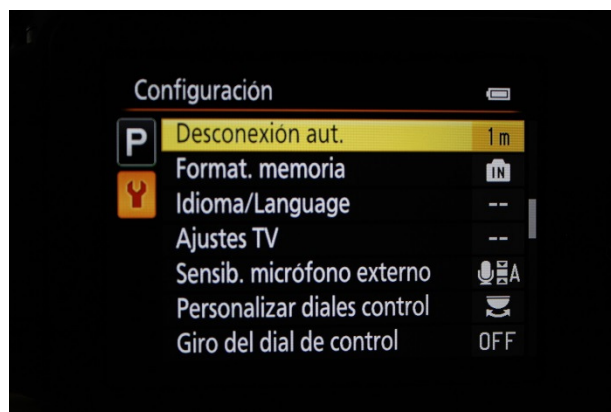 Configuración
P
Desconexión aut. 1 m
Format. memoria IN
Idioma/Language --
Ajustes TV --
Sensib. micrófono externo A
Personalizar diales control
Giro del dial de control OFF